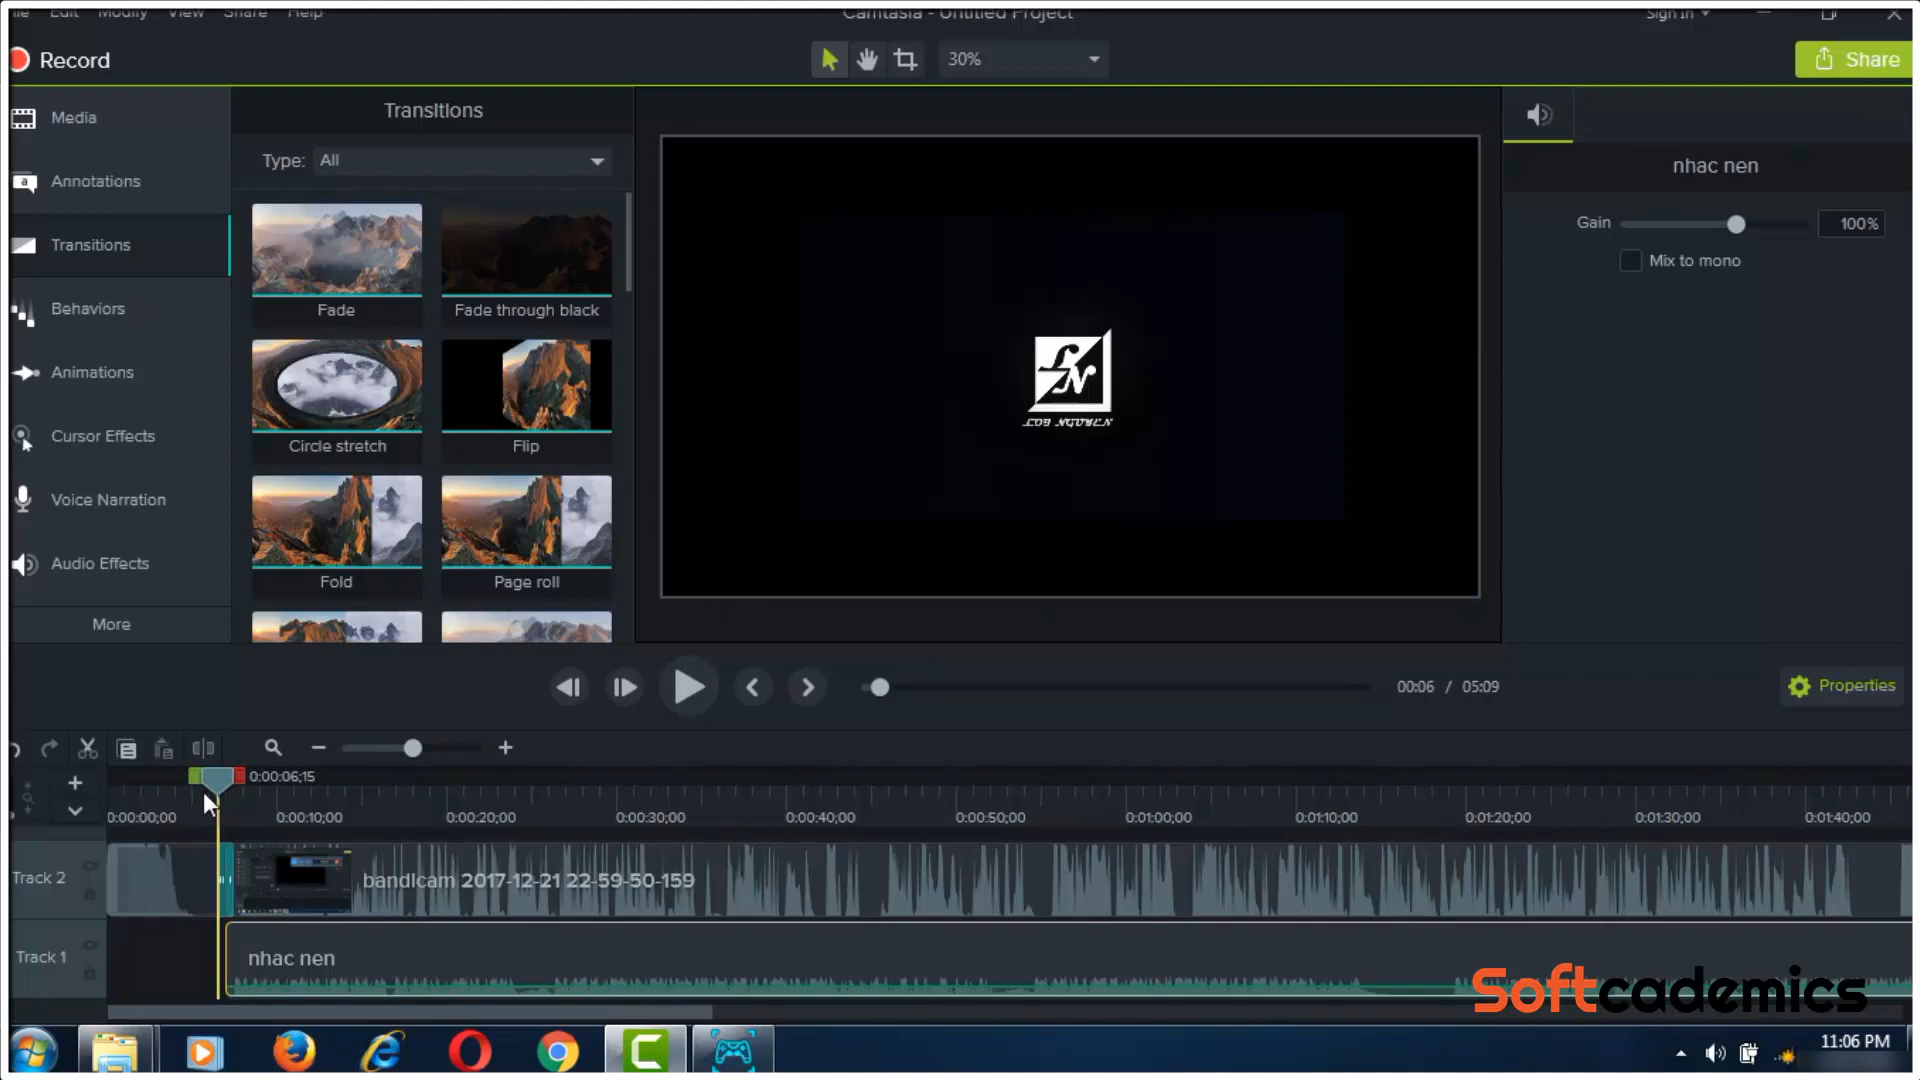 File Edit Modify View Share Help
Camtasia - Untitled Project
Sign in
Record
30%
Share
Media
Annotations
Transitions
Behaviors
Animations
Cursor Effects
Voice Narration
Audio Effects
More
Transitions
Type: All
Fade
Fade through black
Circle stretch
Flip
Fold
Page roll
LN
nhac nen
Gain
100%
Mix to mono
00:06 / 05:09
Properties
0:00:06;15
0:00:00;00
0:00:10;00
0:00:20;00
0:00:30;00
0:00:40;00
0:00:50;00
0:01:00;00
0:01:10;00
0:01:20;00
0:01:30;00
0:01:40;00
Track 2
bandicam 2017-12-21 22-59-50-159
Track 1
nhac nen
Softcademics
11:06 PM